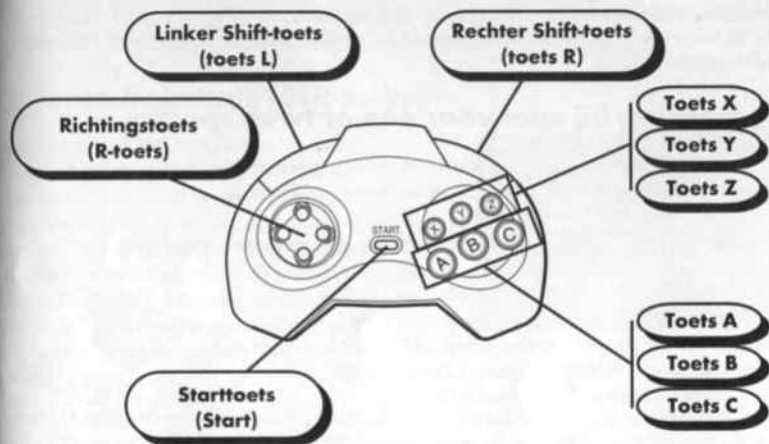 Linker Shift-toets
(toets L)
Rechter Shift-toets
(toets R)
Richtingstoets
(R-toets)
Toets X
Toets Y
Toets Z
START
X
Y
Z
A
B
C
Toets A
Toets B
Toets C
Starttoets
(Start)